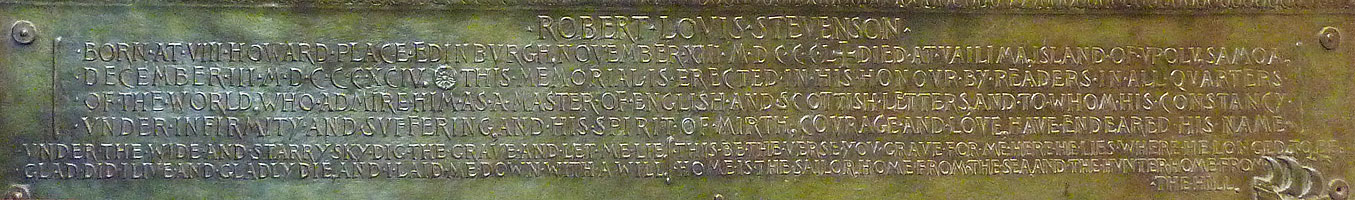 ·ROBERT·LOVIS·STEVENSON·
BORN·AT·VIII·HOWARD·PLACE·EDINBVRGH,NOVEMBER·XIII·M·D·C·C·C·L·DIED·AT·VAILIMA,ISLAND·OF·VPOLV,SAMOA,
DECEMBER·III·M·D·C·C·C·XCIV. THIS·MEMORIAL·IS·ERECTED·IN·HIS·HONOVR·BY·READERS·IN·ALL·QVARTERS
OF·THE·WORLD,WHO·ADMIRE·HIM·AS·A·MASTER·OF·ENGLISH·AND·SCOTTISH·LETTERS,AND·TO·WHOM·HIS·CONSTANCY·
VNDER·INFIRMITY·AND·SVFFERING,AND·HIS·SPIRIT·OF·MIRTH,COVRAGE·AND·LOVE,HAVE·ENDEARED·HIS·NAME·
VNDER·THE·WIDE·AND·STARRY·SKY·DIG·THE·GRAVE·AND·LET·ME·LIE THIS·BE·THE·VERSE·YOV·GRAVE·FOR·ME·HERE·HE·LIES·WHERE·HE·LONGED·TO·BE·
GLAD·DID·I·LIVE·AND·GLADLY·DIE,AND·I·LAID·ME·DOWN·WITH·A·WILL. HOME·IS·THE·SAILOR,HOME·FROM·THE·SEA,AND·THE·HVNTER·HOME·FROM
THE·HILL.